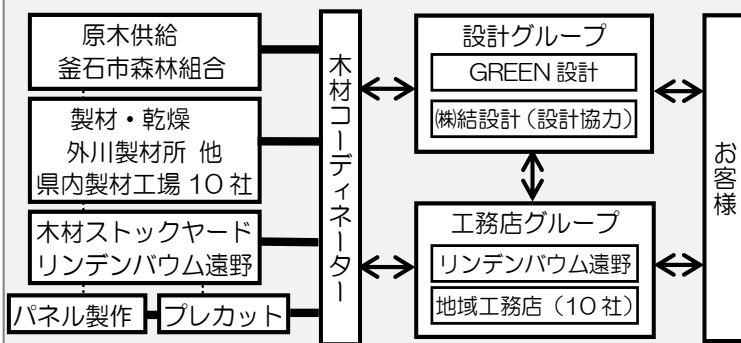 原木供給
釜石市森林組合
製材・乾燥
外川製材所 他
県内製材工場 10 社
木材ストックヤード
リンデンバウム遠野
パネル製作
プレカット
木材コーディネーター
設計グループ
GREEN 設計
㈱結設計（設計協力）
工務店グループ
リンデンバウム遠野
地域工務店（10 社）
お客様